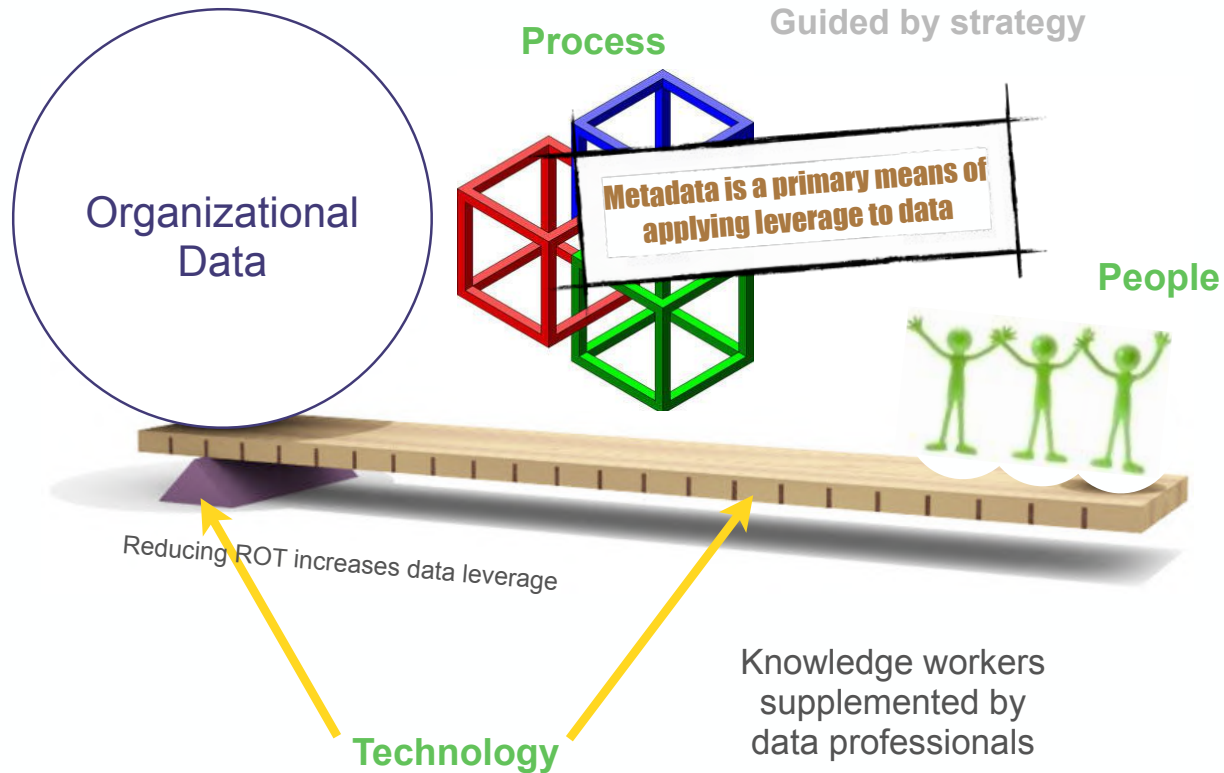 Guided by strategy
Process
Organizational
Data
Metadata is a primary means of
applying leverage to data
People
Reducing ROT increases data leverage
Knowledge workers
supplemented by
data professionals
Technology